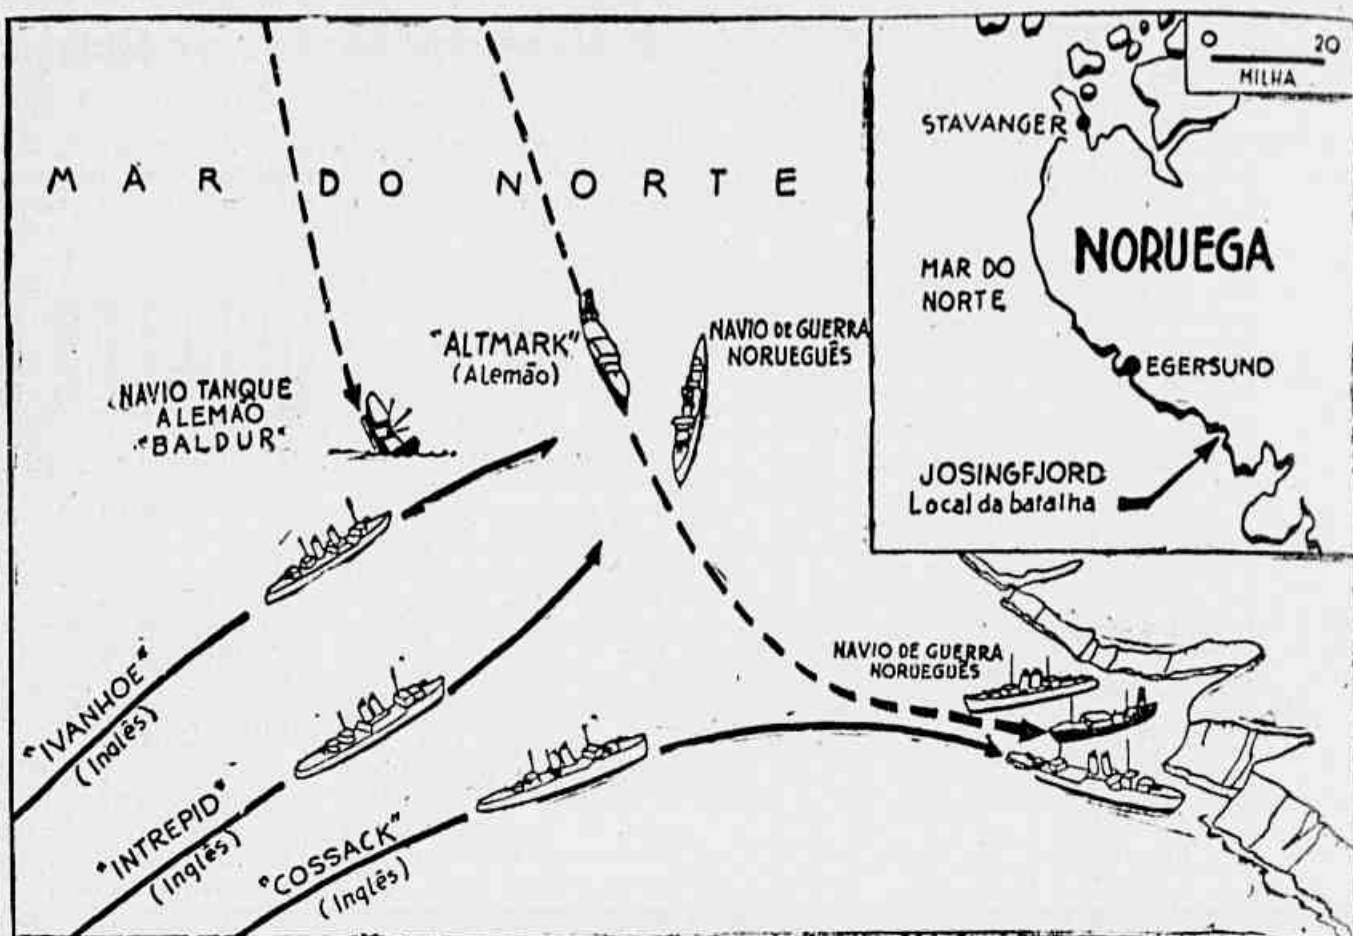 MAR DO NORTE
"ALTMARK"
(Alemão)
NAVIO DE GUERRA
NORUEGUÊS
NAVIO TANQUE
ALEMÃO
"BALDUR"
"IVANHOE"
(Inglês)
"INTREPID"
(Inglês)
"COSSACK"
(Inglês)
NAVIO DE GUERRA
NORUEGUÊS
0 20
MILHA
STAVANGER
NORUEGA
MAR DO
NORTE
EGERSUND
JOSINGFJORD
Local da batalha